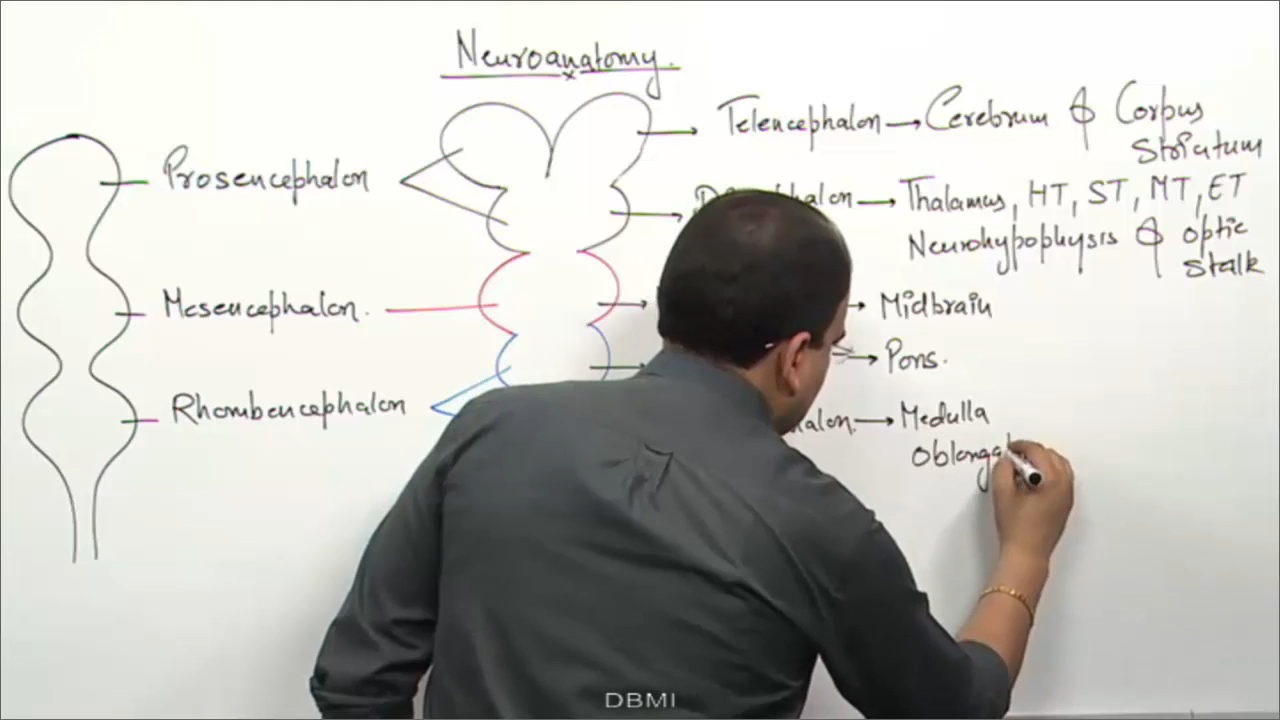 Neuroanatomy.
Prosencephalon
Mesencephalon.
Rhombencephalon
Telencephalon → Cerebrum & Corpus
Striatum
→ Thalamus, HT, ST, MT, ET
Neurohypophysis & optic
Stalk
→ Midbrain
→ Pons.
→ Medulla
DBMI